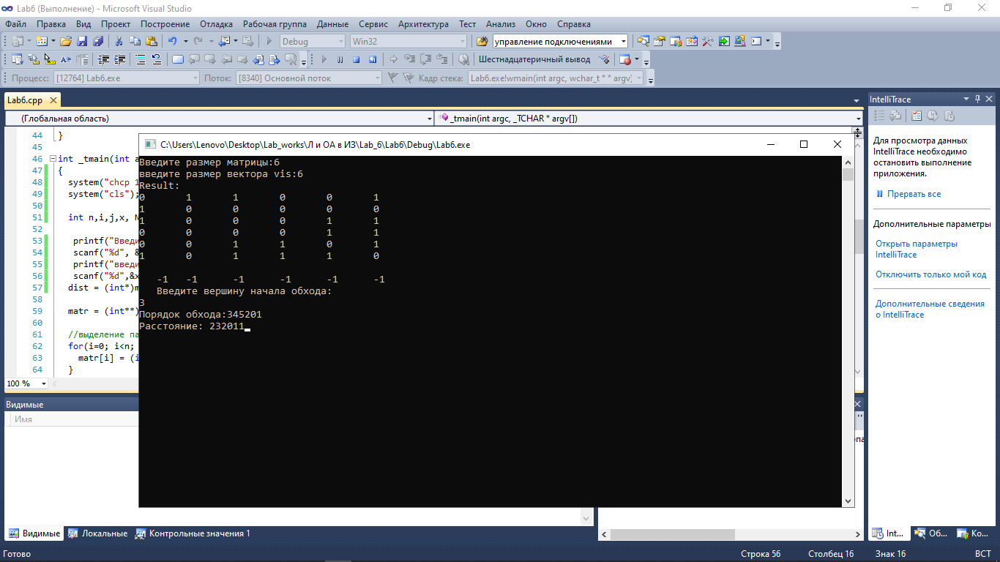 Lab6 (Выполнение) - Microsoft Visual Studio
Файл Правка Вид Проект Построение Отладка Рабочая группа Данные Сервис Архитектура Тест Анализ Окно Справка
Debug Win32 управление подключениями
Шестнадцатеричный вывод
Процесс: [12764] Lab6.exe Поток: [8340] Основной поток Кадр стека: Lab6.exe!wmain(int argc, wchar_t * * argv)
Lab6.cpp
(Глобальная область) _tmain(int argc, _TCHAR * argv[])
44 }
45
46 int _tmain(int a
47 {
48 system("chcp 1
49 system("cls");
50
51 int n,i,j,x, N
52
53 printf("Введи
54 scanf("%d", &
55 printf("введи
56 scanf("%d",&x
57 dist = (int*)m
58
59 matr = (int**)
60
61 //выделение па
62 for(i=0; i<n;
63 matr[i] = (i
64 }
100 %
C:\Users\Lenovo\Desktop\Lab_works\Л и ОА в ИЗ\Lab_6\Lab6\Debug\Lab6.exe
Введите размер матрицы:6
введите размер вектора vis:6
Result:
0 1 1 0 0 1
1 0 0 0 0 0
1 0 0 0 1 1
0 0 0 0 1 1
0 0 1 1 0 1
1 0 1 1 1 0
-1 -1 -1 -1 -1 -1
Введите вершину начала обхода:
3
Порядок обхода:345201
Расстояние: 232011
IntelliTrace
Для просмотра данных
IntelliTrace необходимо
остановить выполнение
приложения.
Прервать все
Дополнительные параметры
Открыть параметры
IntelliTrace
Отключить только мой код
Дополнительные сведения
о IntelliTrace
Видимые
Имя
Видимые Локальные Контрольные значения 1
Int... Об... Ко...
Готово Строка 56 Столбец 16 Знак 16 ВСТ